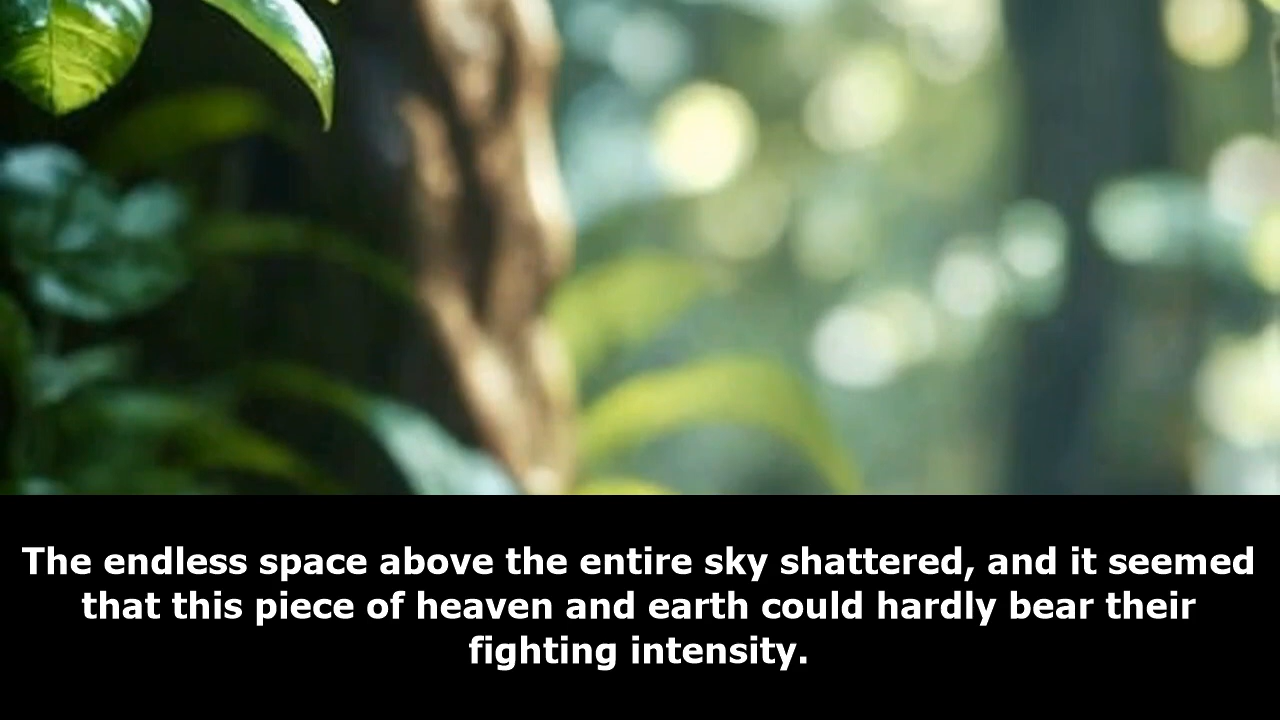 The endless space above the entire sky shattered, and it seemed
that this piece of heaven and earth could hardly bear their
fighting intensity.